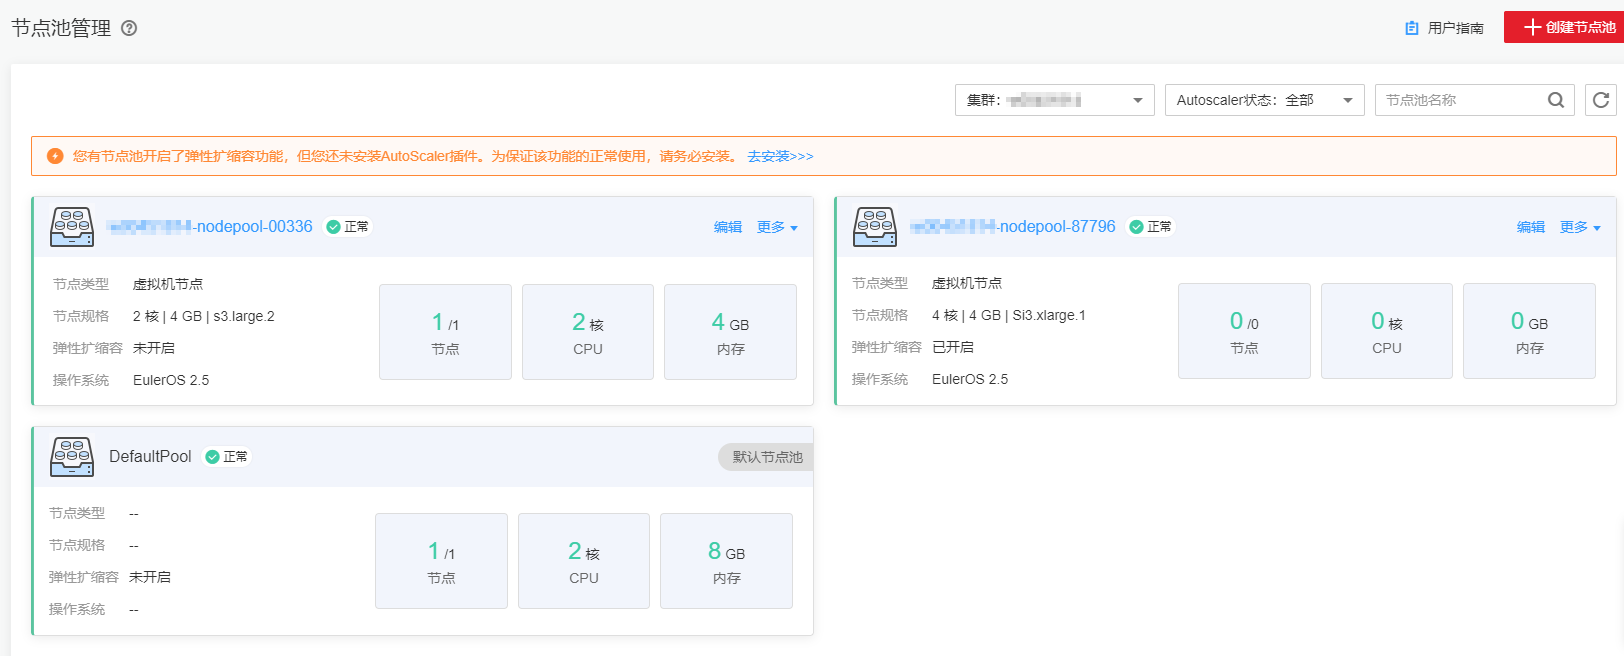 节点池管理
用户指南
创建节点池
集群：
Autoscaler状态：全部
节点池名称
您有节点池开启了弹性扩缩容功能，但您还未安装AutoScaler插件。为保证该功能的正常使用，请务必安装。 去安装>>>
-nodepool-00336 正常 编辑 更多
节点类型 虚拟机节点
节点规格 2 核 | 4 GB | s3.large.2
弹性扩缩容 未开启
操作系统 EulerOS 2.5
1 /1
节点
2 核
CPU
4 GB
内存
-nodepool-87796 正常 编辑 更多
节点类型 虚拟机节点
节点规格 4 核 | 4 GB | Si3.xlarge.1
弹性扩缩容 已开启
操作系统 EulerOS 2.5
0 /0
节点
0 核
CPU
0 GB
内存
DefaultPool 正常 默认节点池
节点类型 --
节点规格 --
弹性扩缩容 未开启
操作系统 --
1 /1
节点
2 核
CPU
8 GB
内存